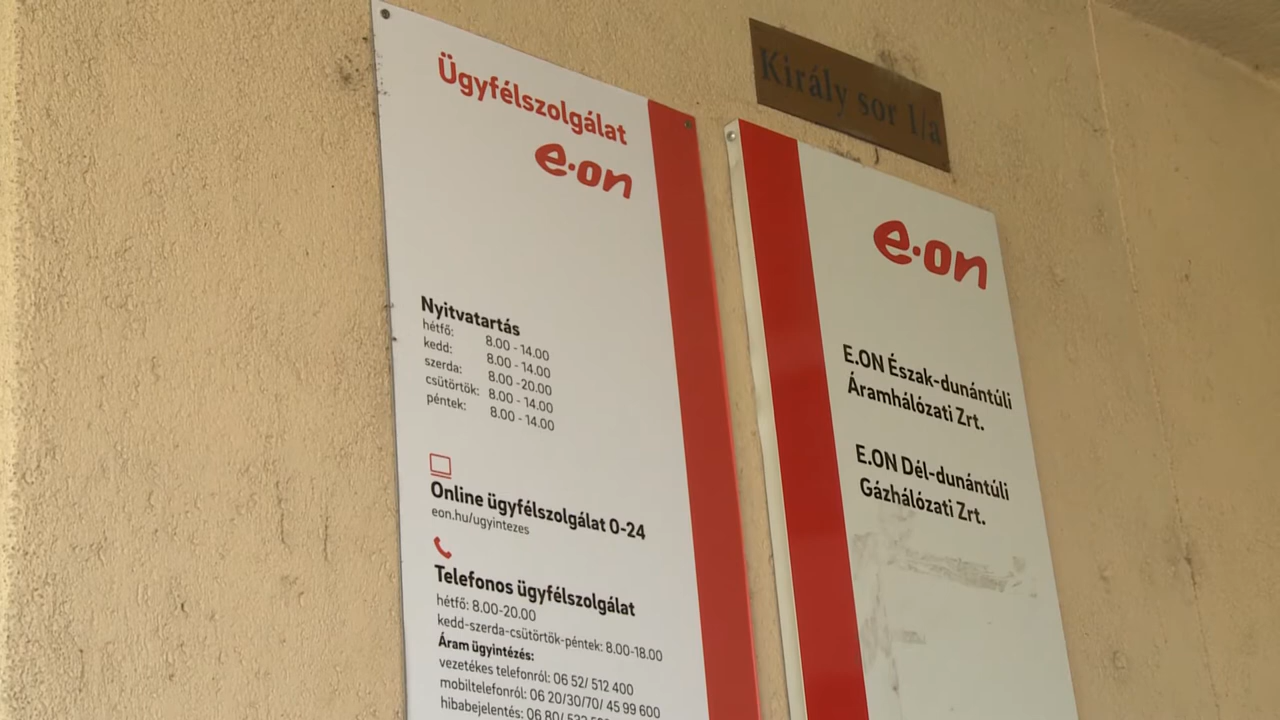 Ügyfélszolgálat
e·on
Nyitvatartás
hétfő: 8.00 - 14.00
kedd: 8.00 - 14.00
szerda: 8.00 - 20.00
csütörtök: 8.00 - 14.00
péntek: 8.00 - 14.00
Online ügyfélszolgálat 0-24
eon.hu/ugyintezes
Telefonos ügyfélszolgálat
hétfő: 8.00-20.00
kedd-szerda-csütörtök-péntek: 8.00-18.00
Áram ügyintézés:
vezetékes telefonról: 06 52/ 512 400
mobiltelefonról: 06 20/30/70/ 45 99 600
hibabejelentés: 06 80/
Király sor 1/a
e·on
E.ON Észak-dunántúli
Áramhálózati Zrt.
E.ON Dél-dunántúli
Gázhálózati Zrt.